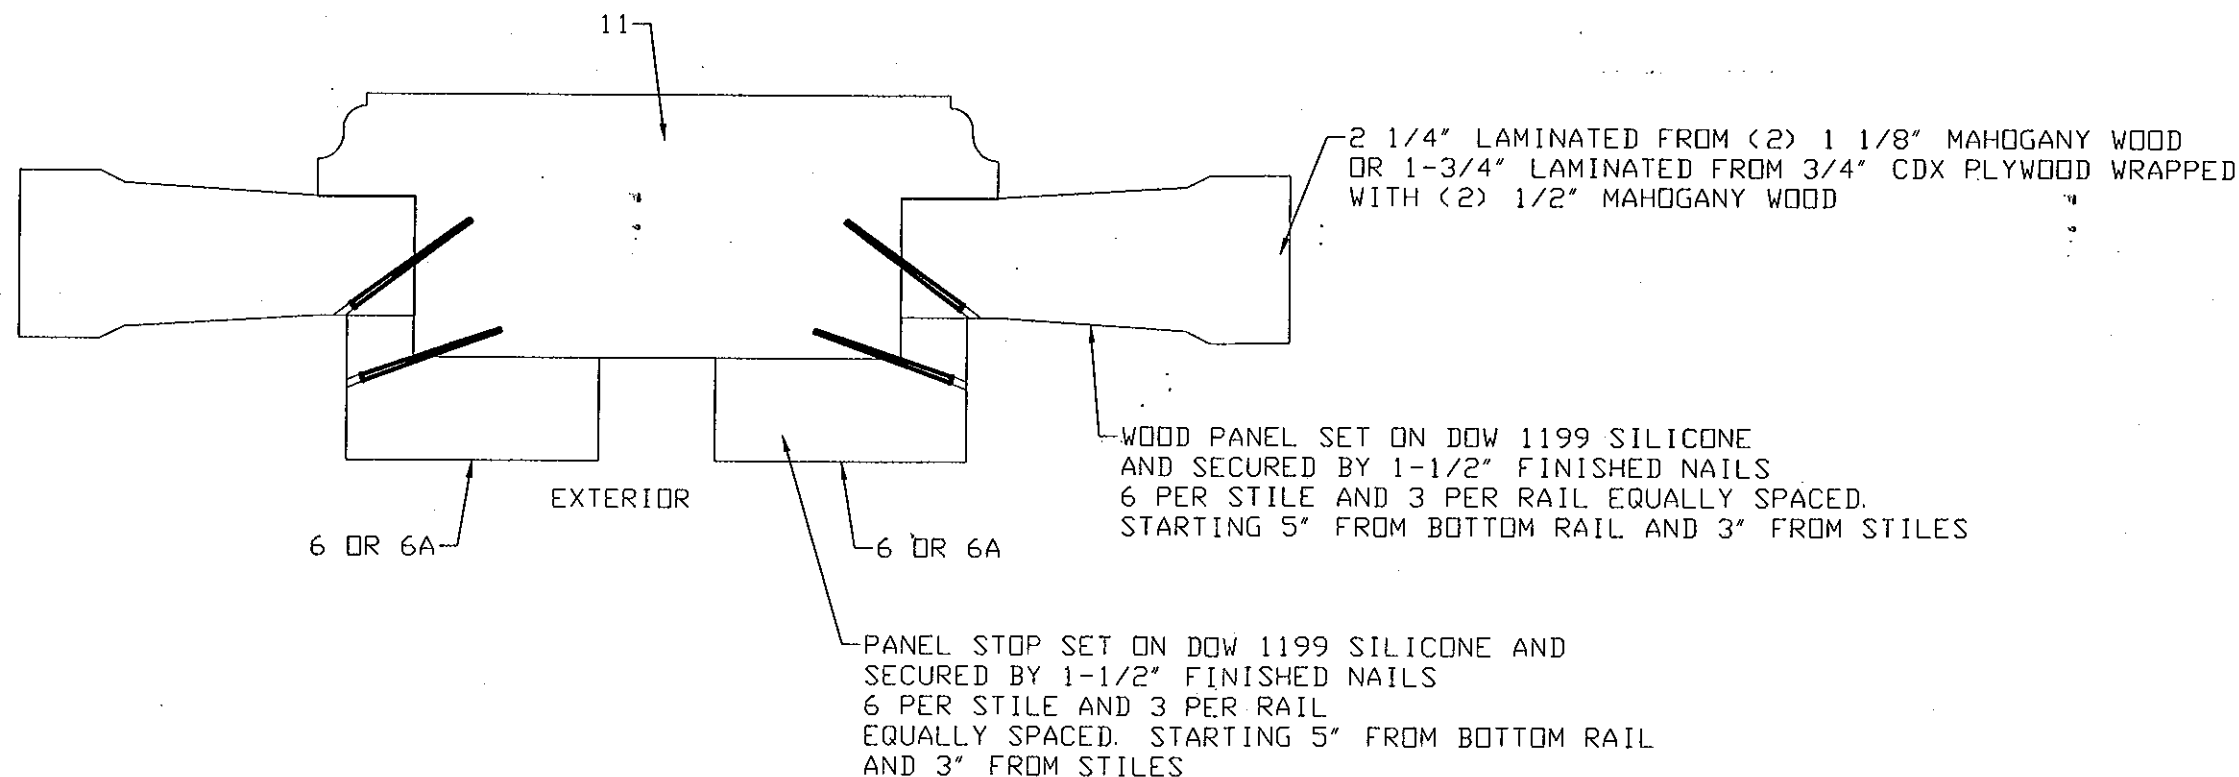 11
2 1/4" LAMINATED FROM (2) 1 1/8" MAHOGANY WOOD
OR 1-3/4" LAMINATED FROM 3/4" CDX PLYWOOD WRAPPED
WITH (2) 1/2" MAHOGANY WOOD
WOOD PANEL SET ON DOW 1199 SILICONE
AND SECURED BY 1-1/2" FINISHED NAILS
6 PER STILE AND 3 PER RAIL EQUALLY SPACED.
STARTING 5" FROM BOTTOM RAIL AND 3" FROM STILES
EXTERIOR
6 OR 6A
6 OR 6A
PANEL STOP SET ON DOW 1199 SILICONE AND
SECURED BY 1-1/2" FINISHED NAILS
6 PER STILE AND 3 PER RAIL
EQUALLY SPACED. STARTING 5" FROM BOTTOM RAIL
AND 3" FROM STILES